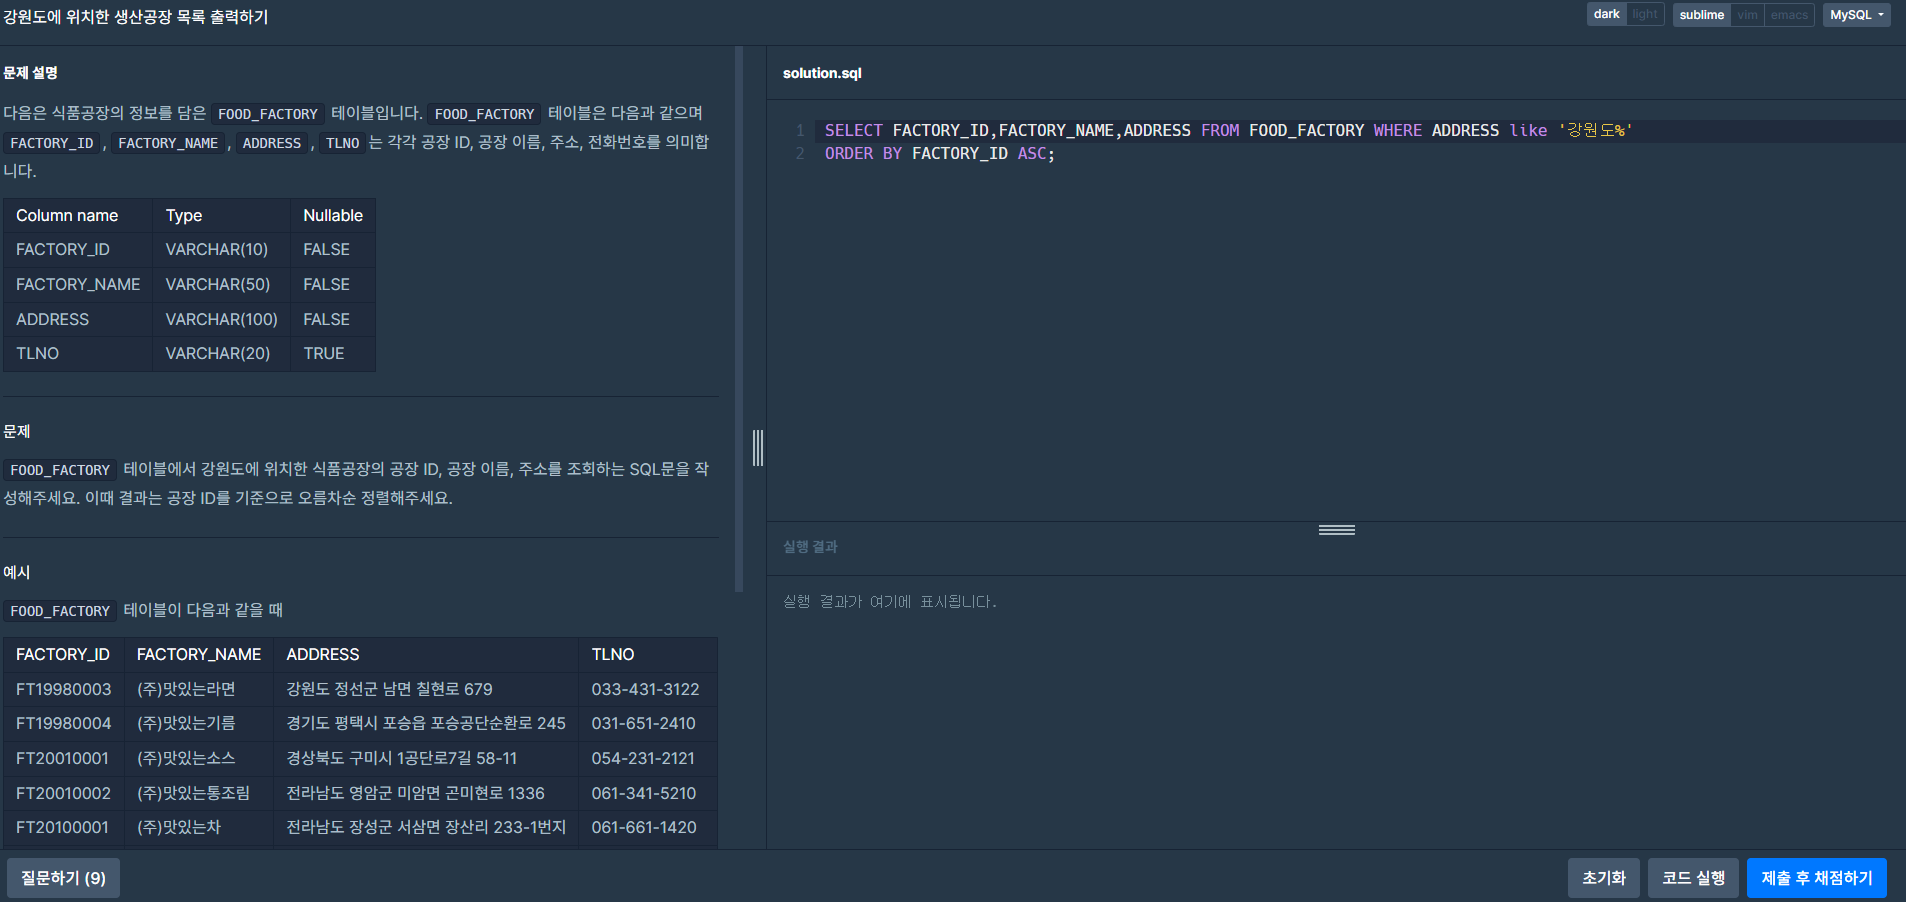 강원도에 위치한 생산공장 목록 출력하기
dark light sublime vim emacs MySQL
문제 설명
다음은 식품공장의 정보를 담은 FOOD_FACTORY 테이블입니다. FOOD_FACTORY 테이블은 다음과 같으며
FACTORY_ID , FACTORY_NAME , ADDRESS , TLNO 는 각각 공장 ID, 공장 이름, 주소, 전화번호를 의미합
니다.
Column name Type Nullable
FACTORY_ID VARCHAR(10) FALSE
FACTORY_NAME VARCHAR(50) FALSE
ADDRESS VARCHAR(100) FALSE
TLNO VARCHAR(20) TRUE
문제
FOOD_FACTORY 테이블에서 강원도에 위치한 식품공장의 공장 ID, 공장 이름, 주소를 조회하는 SQL문을 작
성해주세요. 이때 결과는 공장 ID를 기준으로 오름차순 정렬해주세요.
예시
FOOD_FACTORY 테이블이 다음과 같을 때
FACTORY_ID FACTORY_NAME ADDRESS TLNO
FT19980003 (주)맛있는라면 강원도 정선군 남면 칠현로 679 033-431-3122
FT19980004 (주)맛있는기름 경기도 평택시 포승읍 포승공단순환로 245 031-651-2410
FT20010001 (주)맛있는소스 경상북도 구미시 1공단로7길 58-11 054-231-2121
FT20010002 (주)맛있는통조림 전라남도 영암군 미암면 곤미현로 1336 061-341-5210
FT20100001 (주)맛있는차 전라남도 장성군 서삼면 장산리 233-1번지 061-661-1420
solution.sql
1 SELECT FACTORY_ID,FACTORY_NAME,ADDRESS FROM FOOD_FACTORY WHERE ADDRESS like '강원도%'
2 ORDER BY FACTORY_ID ASC;
실행 결과
실행 결과가 여기에 표시됩니다.
질문하기 (9)
초기화 코드 실행 제출 후 채점하기